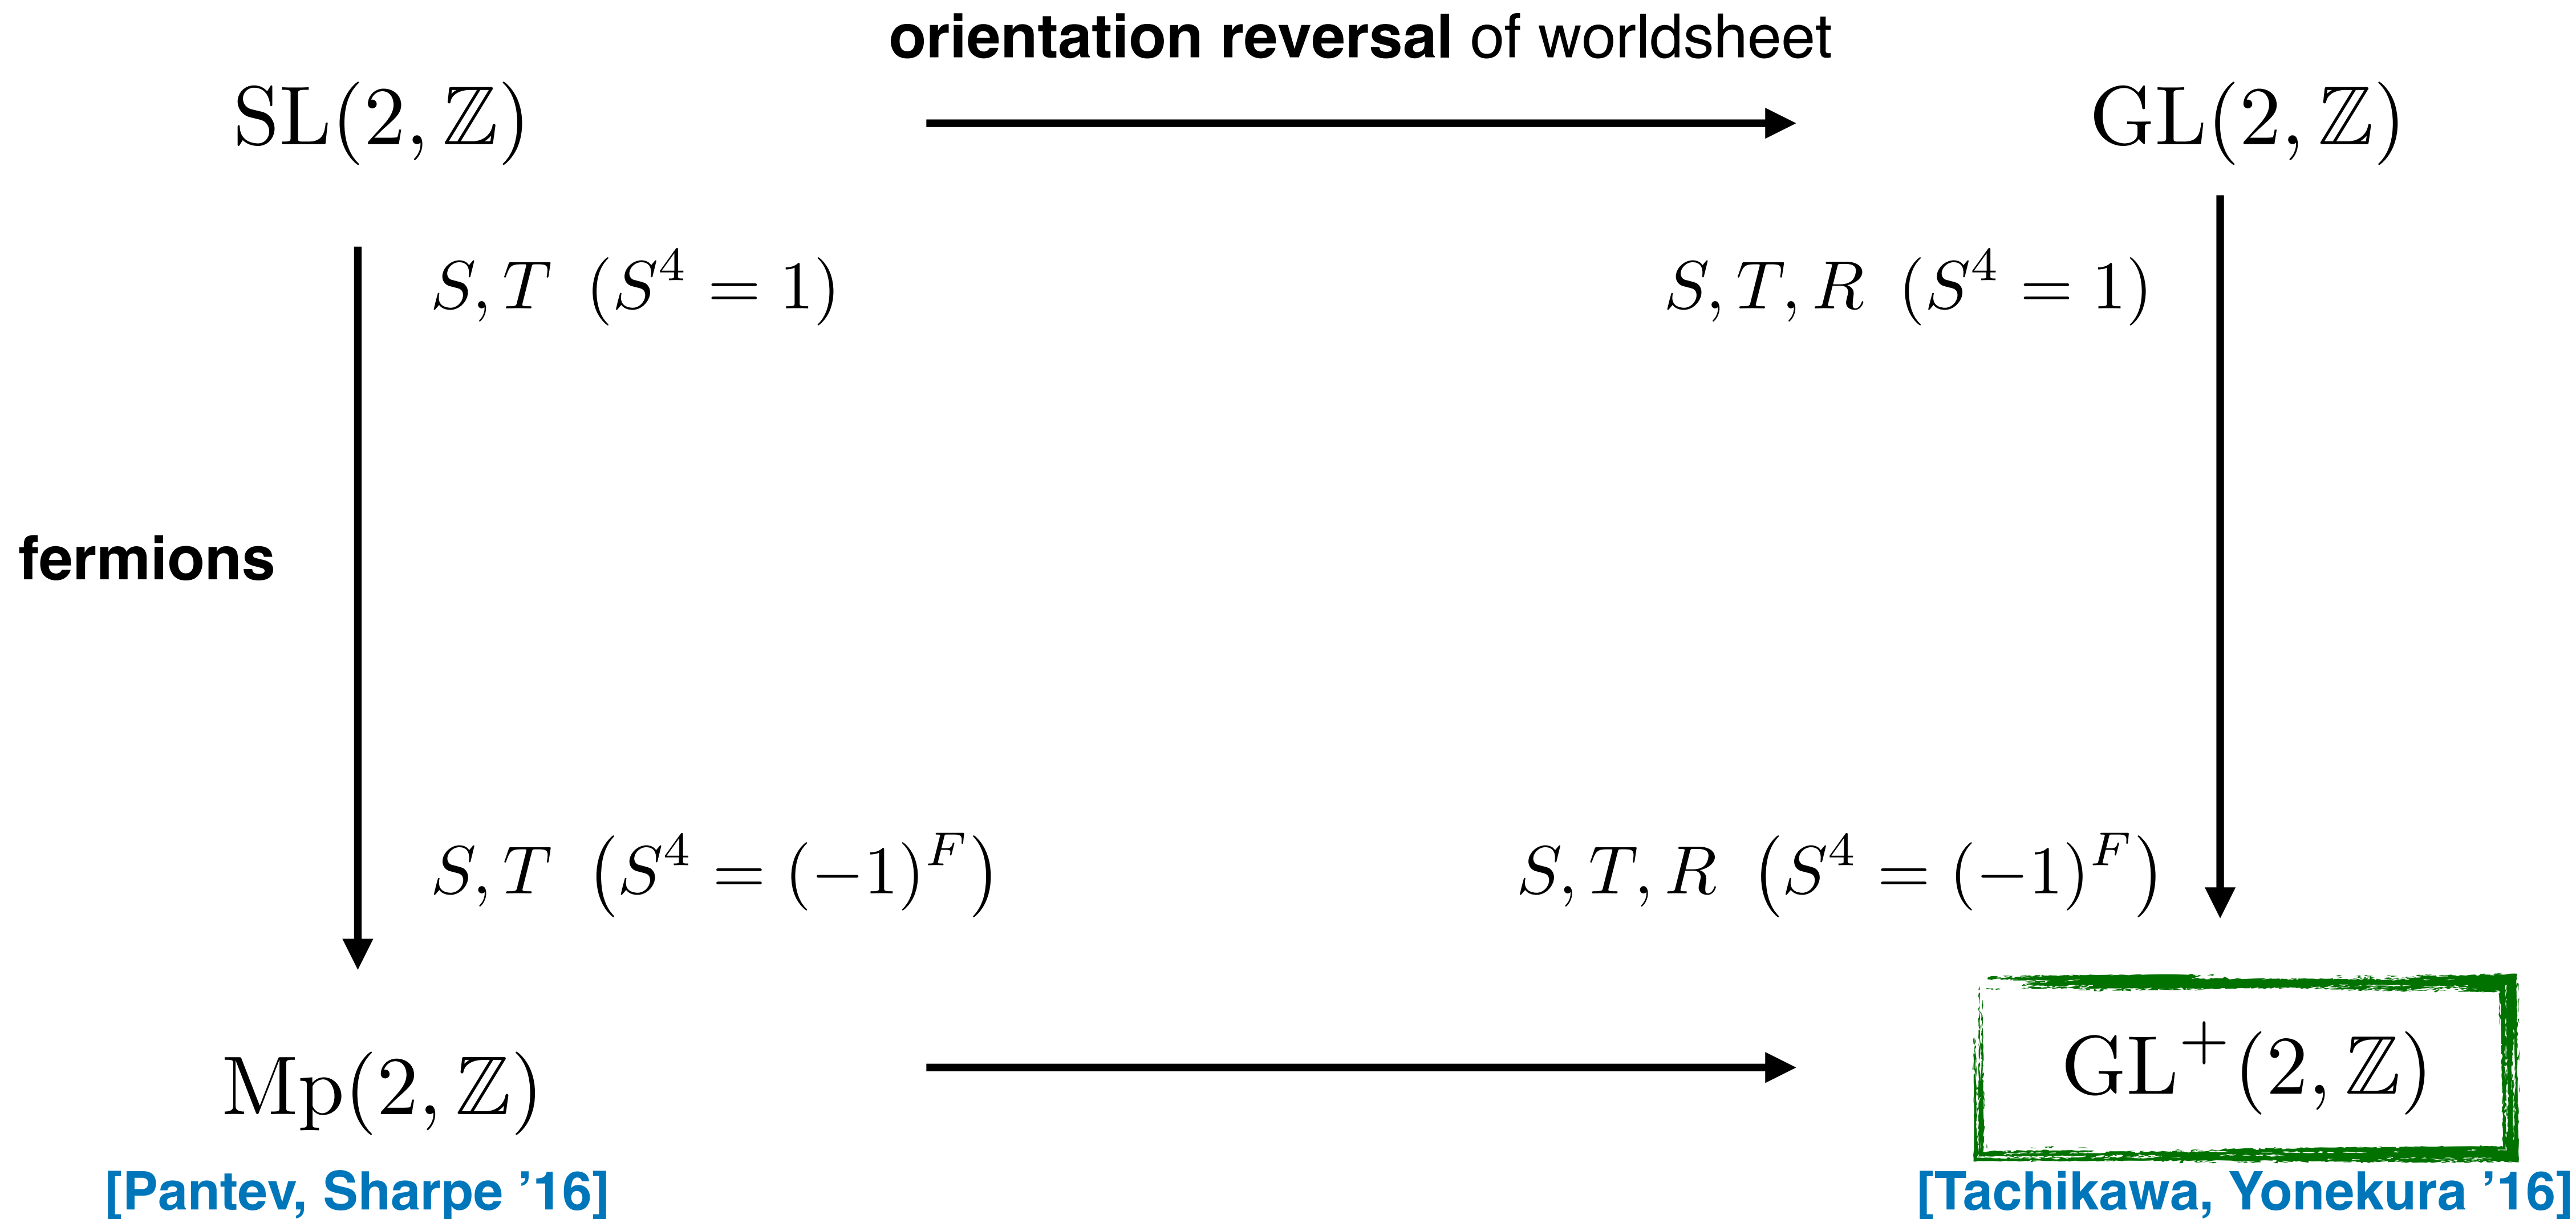 orientation reversal of worldsheet
SL(2, ℤ)
GL(2, ℤ)
S, T (S⁴ = 1)
S, T, R (S⁴ = 1)
fermions
S, T (S⁴ = (−1)^F)
S, T, R (S⁴ = (−1)^F)
Mp(2, ℤ)
GL⁺(2, ℤ)
[Pantev, Sharpe ’16]
[Tachikawa, Yonekura ’16]